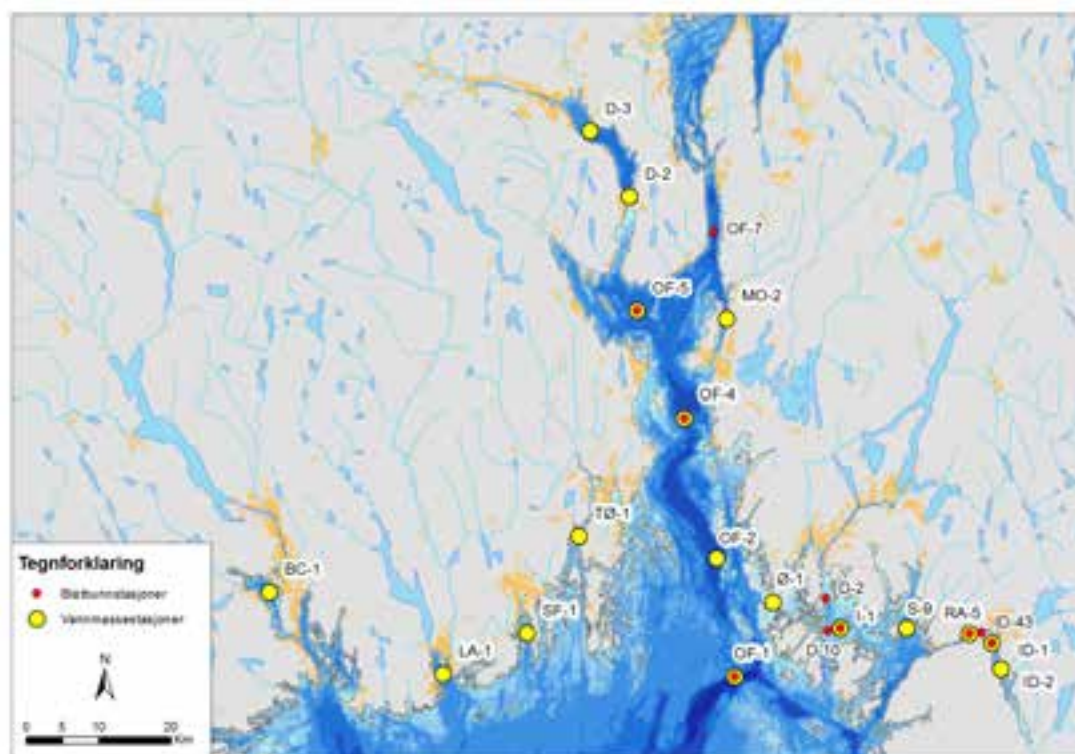 D-3
D-2
OF-7
OF-5
MO-2
OF-4
TØ-1
OF-2
BC-1
Ø-1
D-2
SF-1
I-1
S-9
RA-5
ID-43
D-10
LA-1
OF-1
ID-1
ID-2
Tegnforklaring
Bløtbunnstasjoner
Vannmassestasjoner
N
0 5 10 20
Km